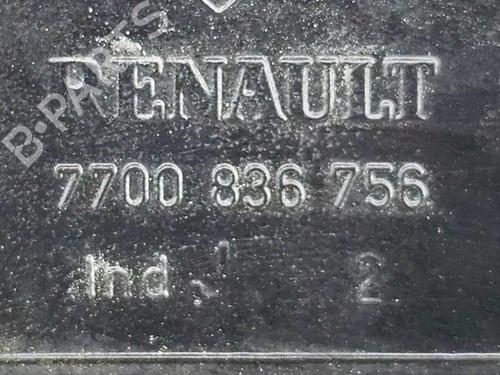 RENAULT
7700 836 756
Ind. 2
B-PARTS